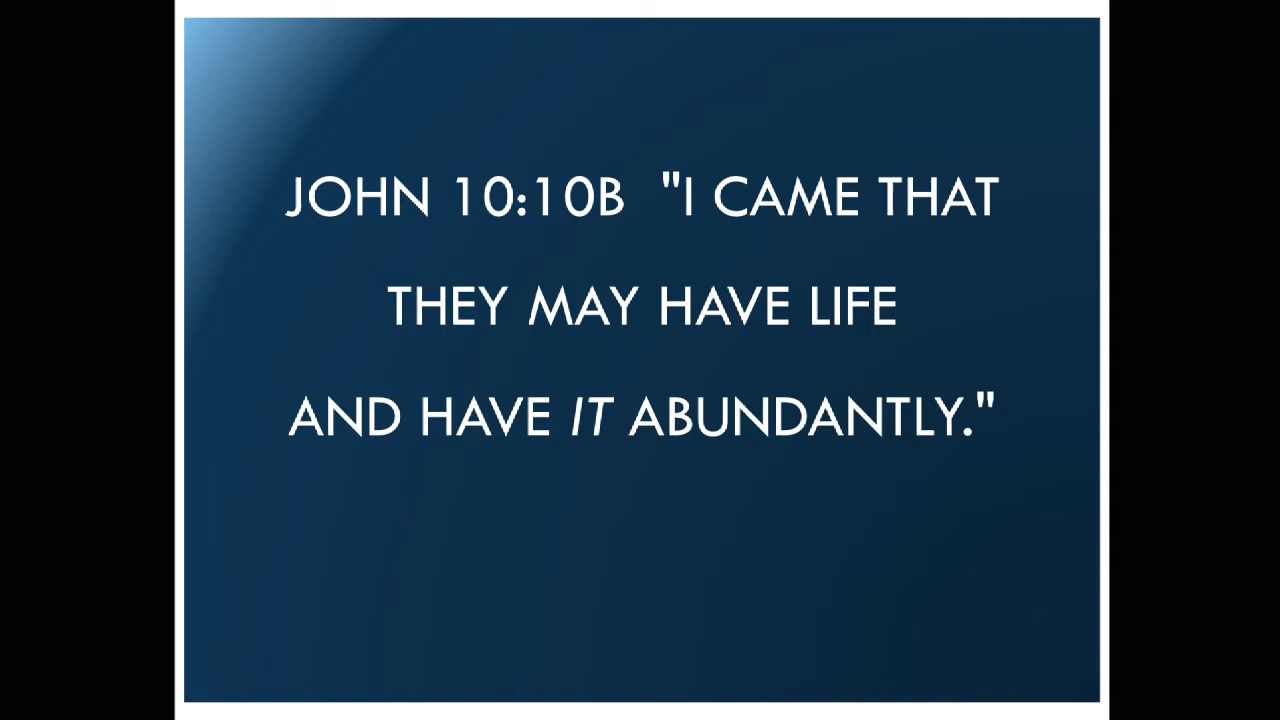 JOHN 10:10B  "I CAME THAT
THEY MAY HAVE LIFE
AND HAVE IT ABUNDANTLY."